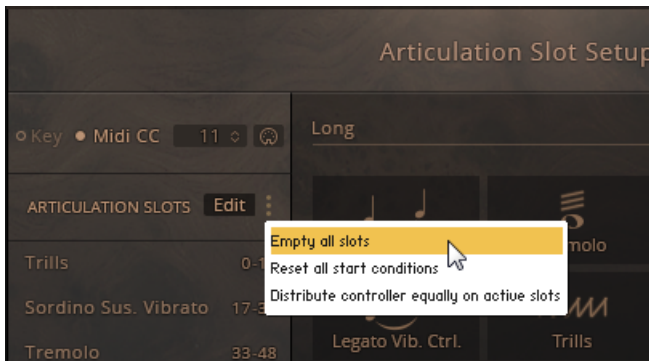 Articulation Slot Setup
Key Midi CC 11
Long
ARTICULATION SLOTS Edit
Empty all slots
Reset all start conditions
Distribute controller equally on active slots
Trills
Sordino Sus. Vibrato
Tremolo 33-48
Legato Vib. Ctrl.
Trills